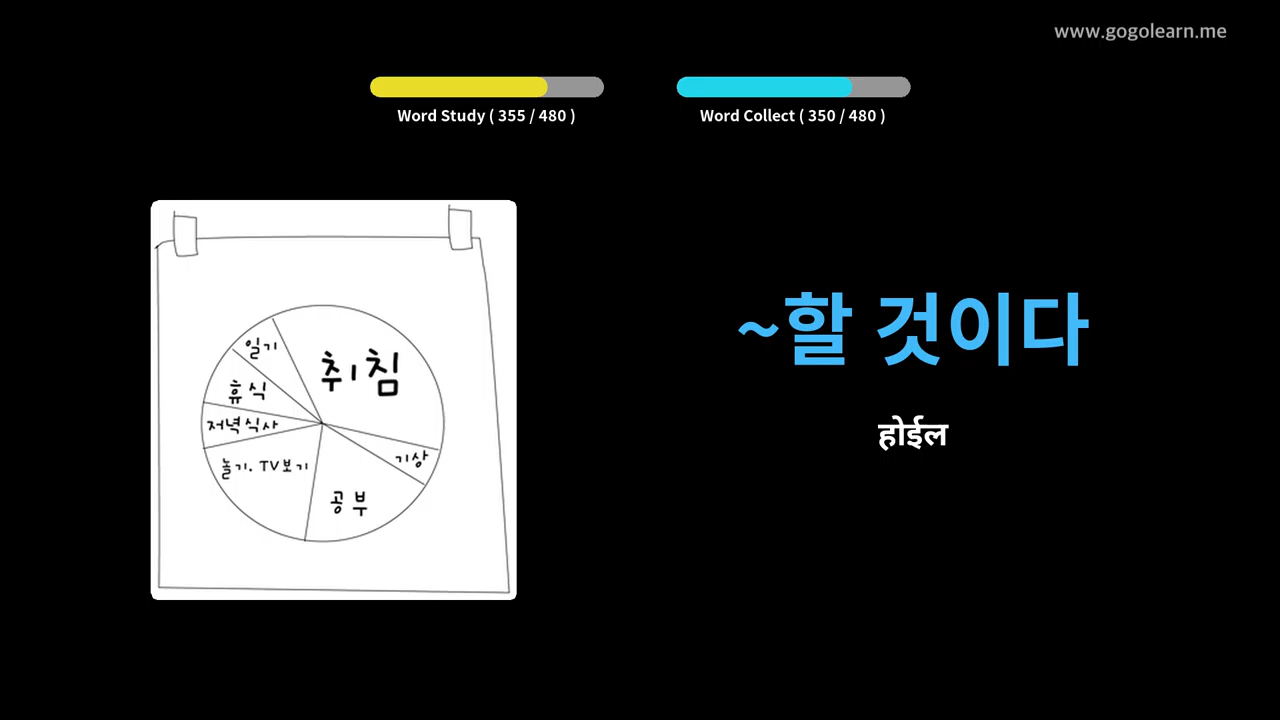 www.gogolearn.me
Word Study ( 355 / 480 )
Word Collect ( 350 / 480 )
일기
취침
휴식
저녁식사
기상
놀기. TV보기
공부
~할 것이다
होईल